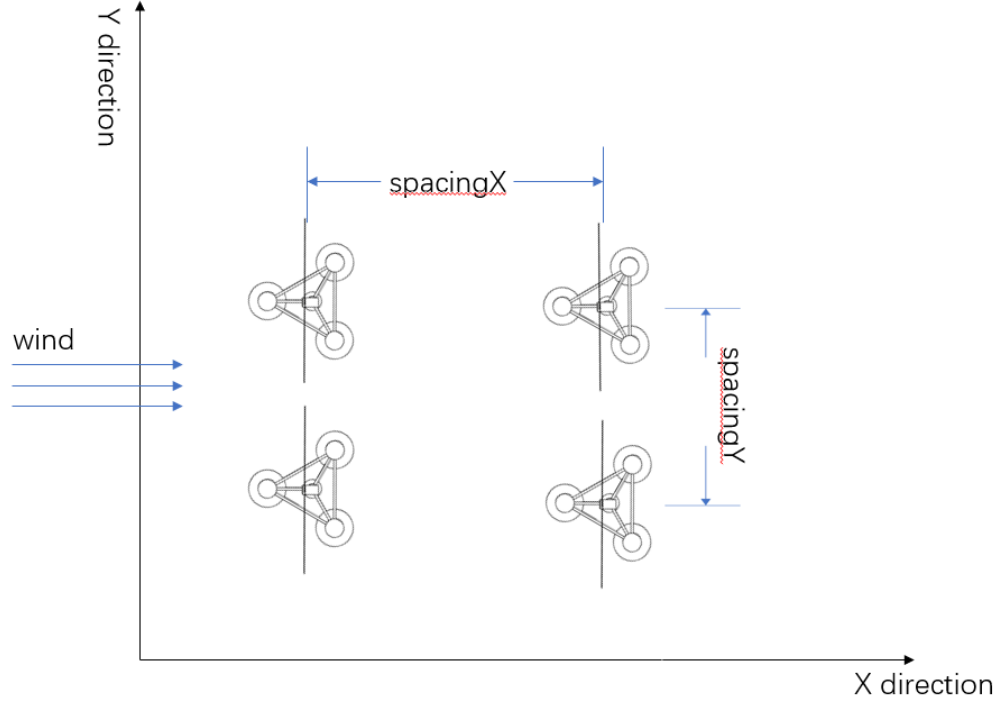 Y direction
spacingX
wind
spacingY
X direction